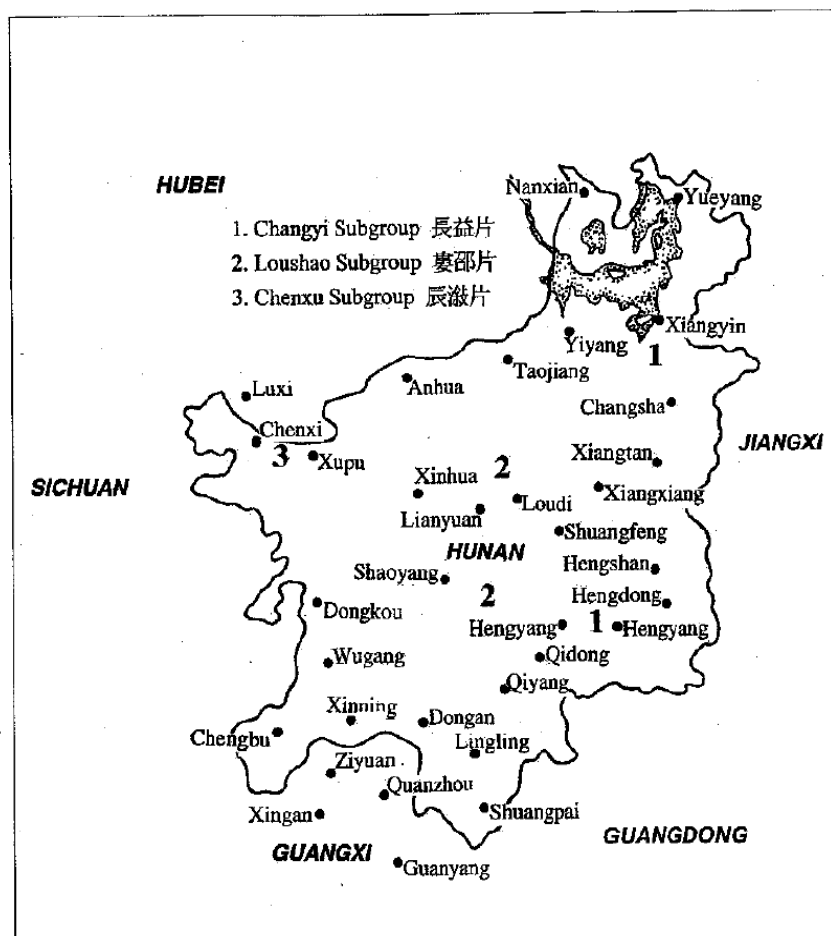 HUBEI
Nanxian
Yueyang
1. Changyi Subgroup 長益片
2. Loushao Subgroup 婁邵片
3. Chenxu Subgroup 辰溆片
Xiangyin
Yiyang
1
Taojiang
Anhua
Luxi
Changsha
Chenxi
JIANGXI
3
Xupu
Xiangtan
2
Xinhua
SICHUAN
Xiangxiang
Loudi
Lianyuan
Shuangfeng
HUNAN
Hengshan
Shaoyang
2
Hengdong
Dongkou
Hengyang
1
Hengyang
Qidong
Wugang
Qiyang
Xinning
Dongan
Chengbu
Lingling
Ziyuan
Quanzhou
Xingan
Shuangpai
GUANGDONG
GUANGXI
Guanyang